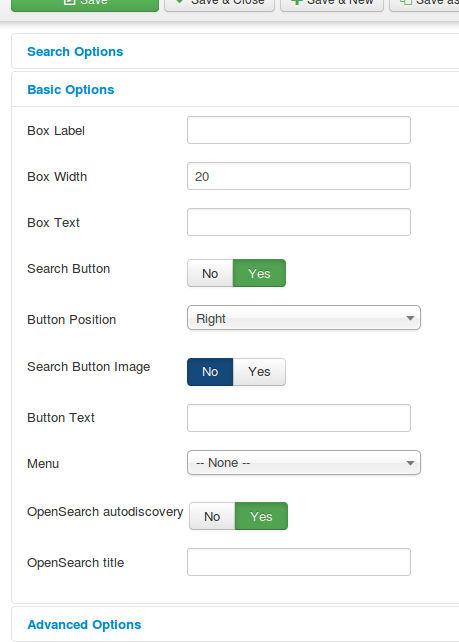 Save Save & Close Save & New Save as
Search Options
Basic Options
Box Label
Box Width 20
Box Text
Search Button No Yes
Button Position Right
Search Button Image No Yes
Button Text
Menu -- None --
OpenSearch autodiscovery No Yes
OpenSearch title
Advanced Options